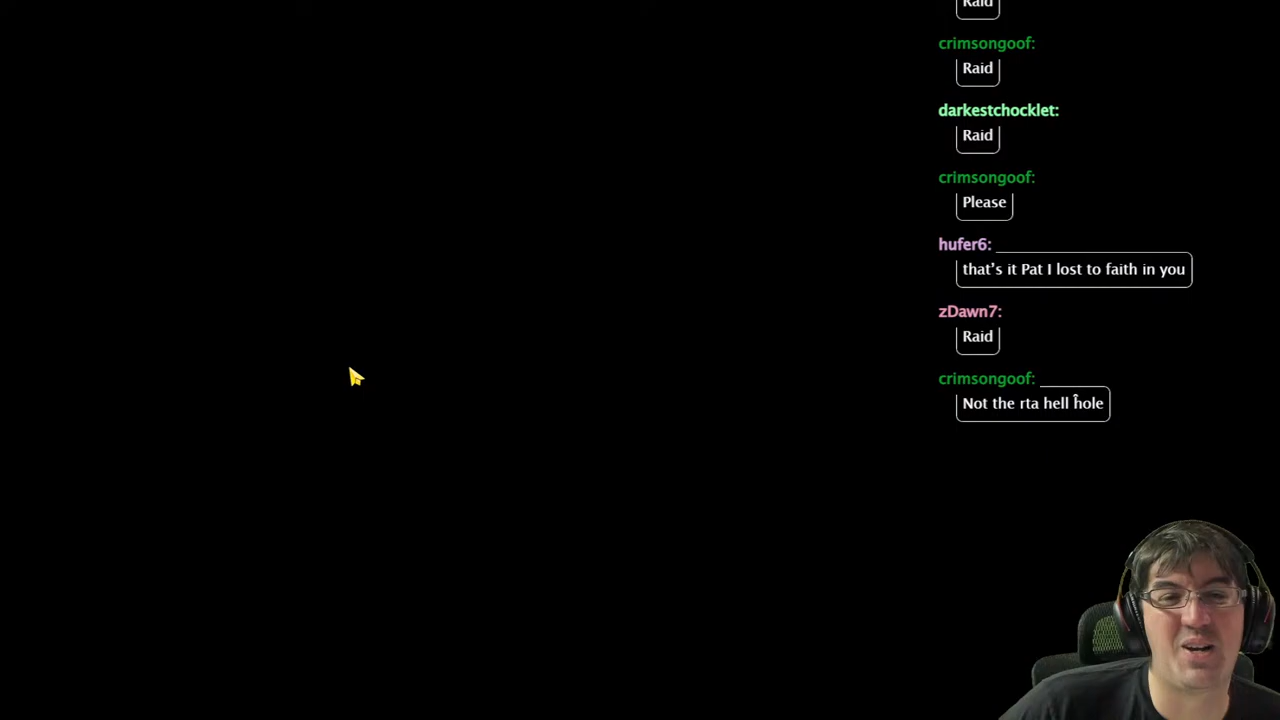 Raid
crimsongoof:
Raid
darkestchocklet:
Raid
crimsongoof:
Please
hufer6:
that's it Pat I lost to faith in you
zDawn7:
Raid
crimsongoof:
Not the rta hell ĥole